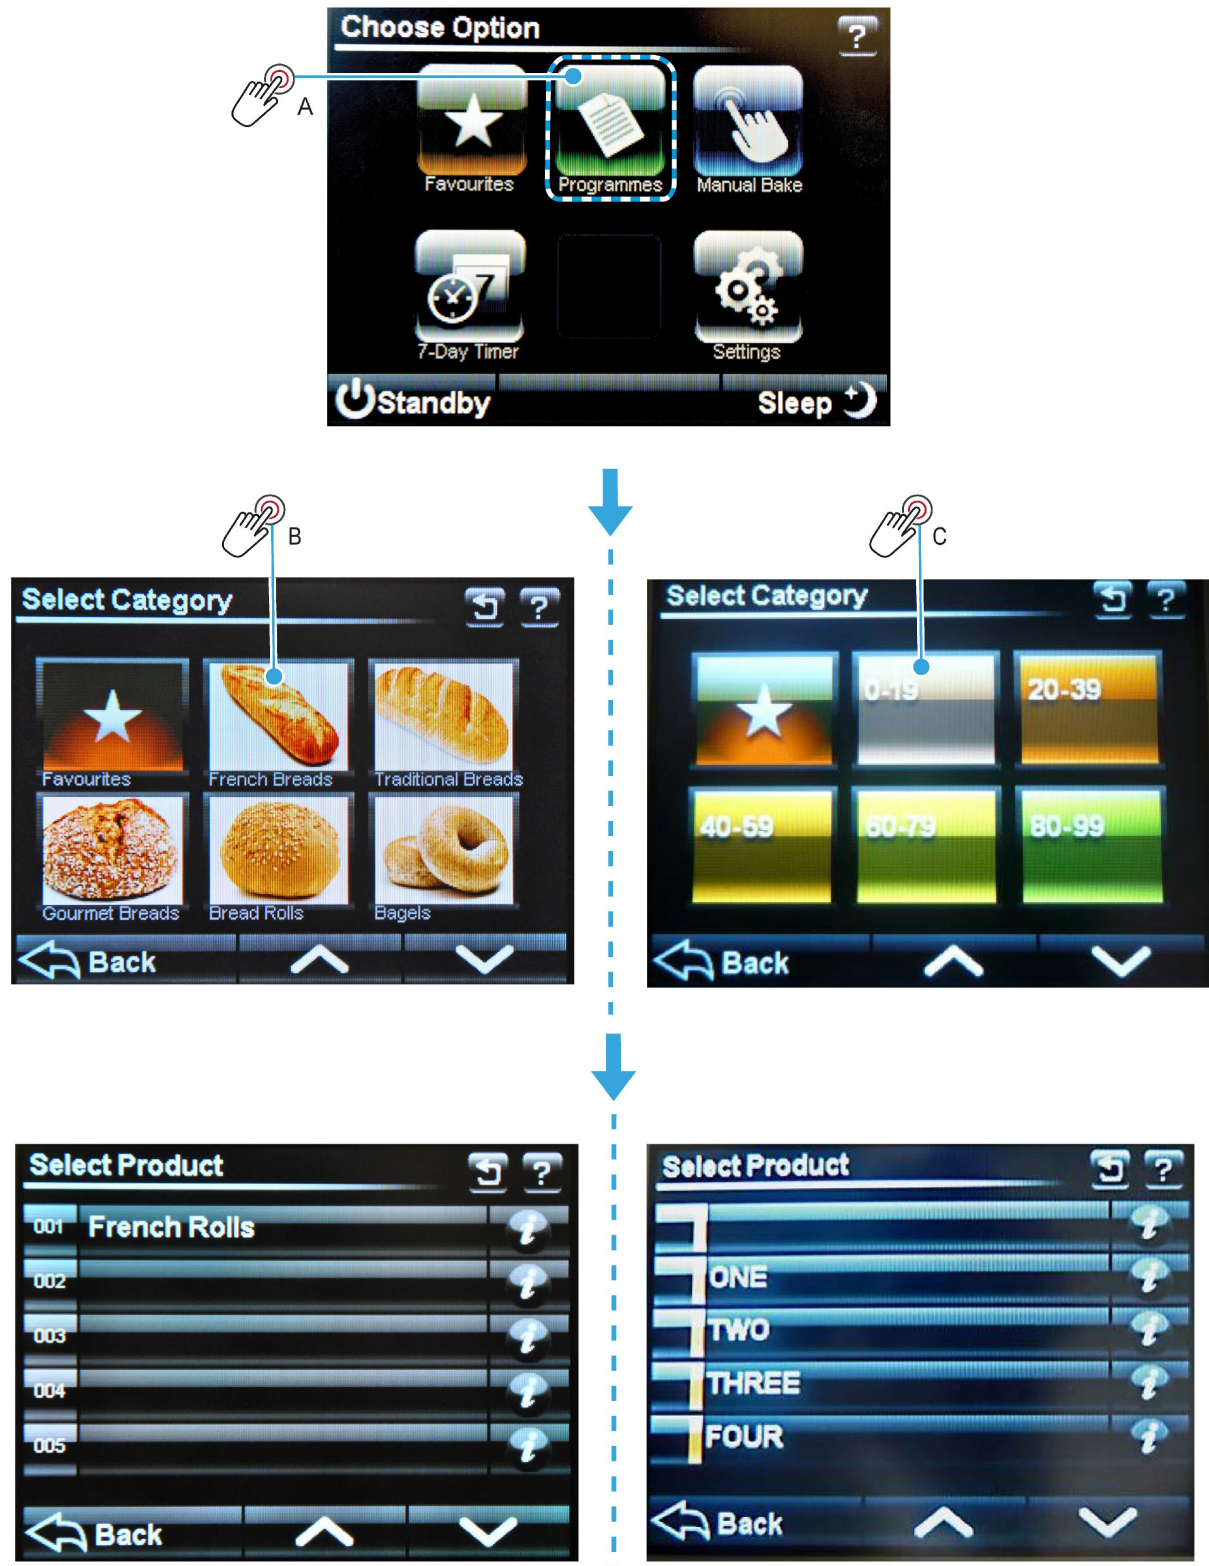 Choose Option
?
A
Favourites
Programmes
Manual Bake
7
7-Day Timer
Settings
Standby
Sleep
B
C
Select Category
?
Favourites
French Breads
Traditional Breads
Gourmet Breads
Bread Rolls
Bagels
Back
Select Category
?
0-19
20-39
40-59
60-79
80-99
Back
Select Product
?
001 French Rolls i
002 i
003 i
004 i
005 i
Back
Select Product
?
i
ONE i
TWO i
THREE i
FOUR i
Back